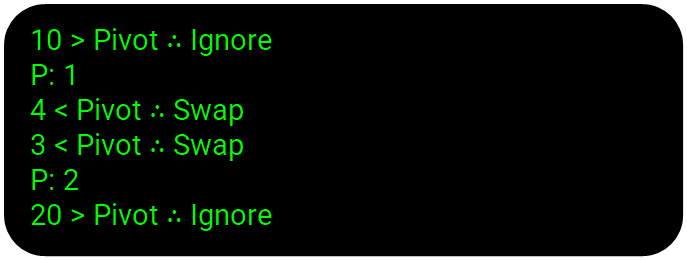 10 > Pivot ∴ Ignore
P: 1
4 < Pivot ∴ Swap
3 < Pivot ∴ Swap
P: 2
20 > Pivot ∴ Ignore